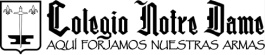 Colegio Notre Dame
AQUÍ FORJAMOS NUESTRAS ARMAS